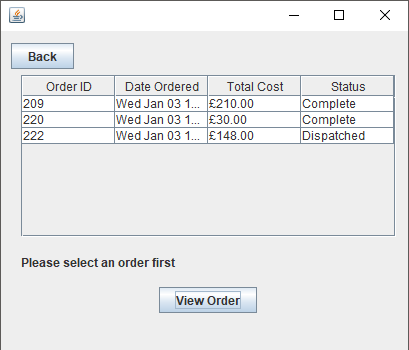 Back
Order ID Date Ordered Total Cost Status
209 Wed Jan 03 1... £210.00 Complete
220 Wed Jan 03 1... £30.00 Complete
222 Wed Jan 03 1... £148.00 Dispatched
Please select an order first
View Order